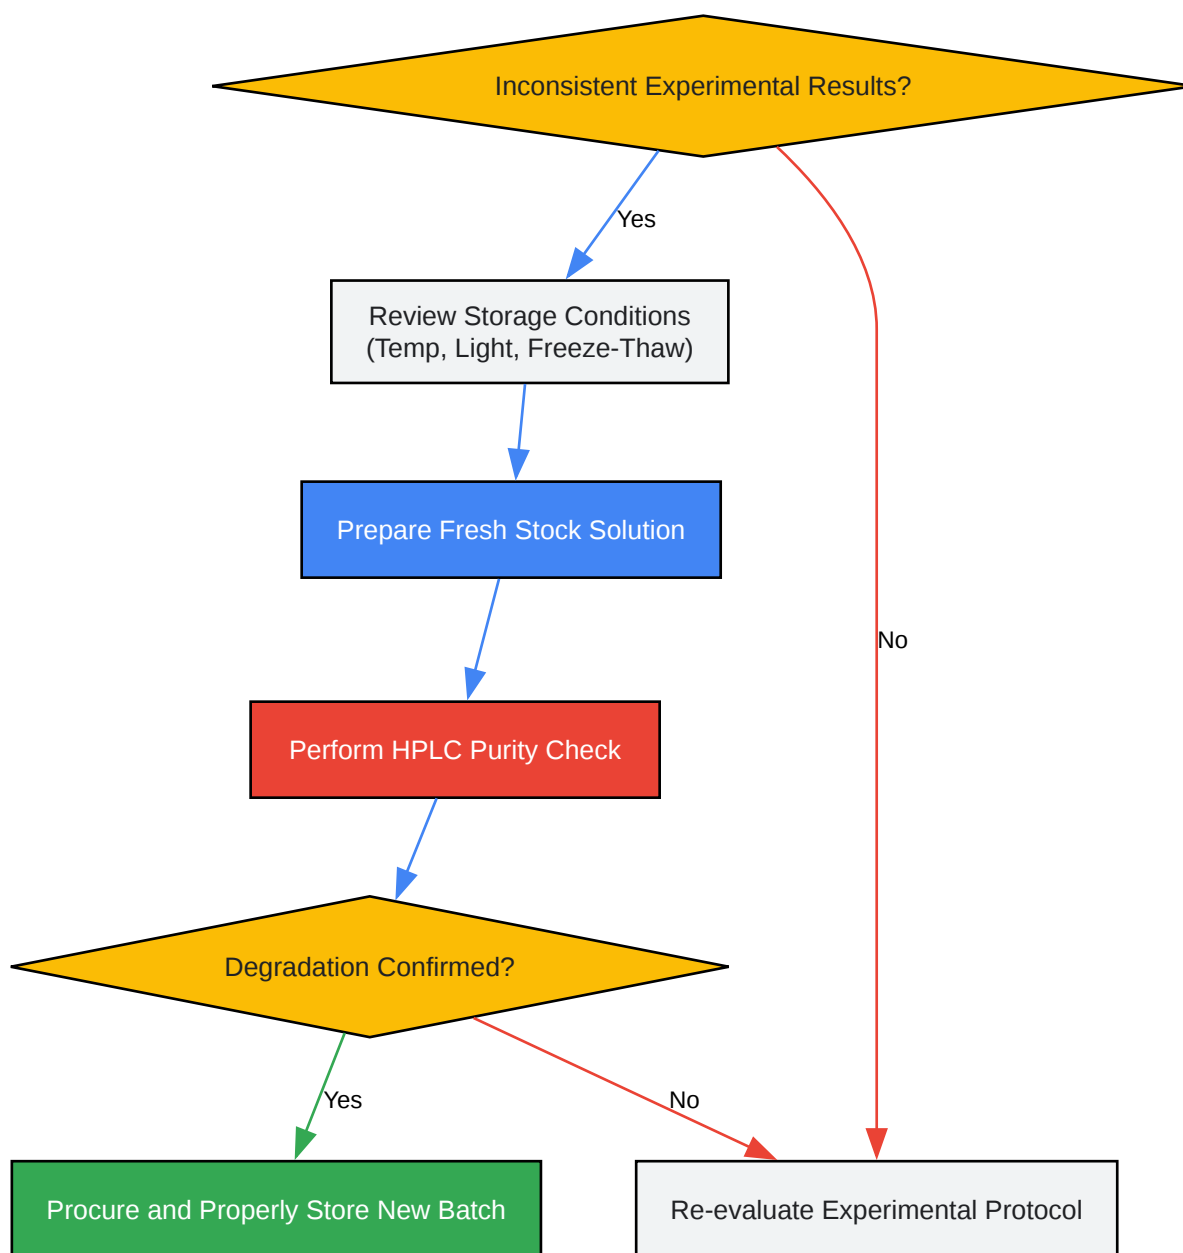 Inconsistent Experimental Results?
Yes
Review Storage Conditions
(Temp, Light, Freeze-Thaw)
Prepare Fresh Stock Solution
No
Perform HPLC Purity Check
Degradation Confirmed?
Yes
No
Procure and Properly Store New Batch
Re-evaluate Experimental Protocol